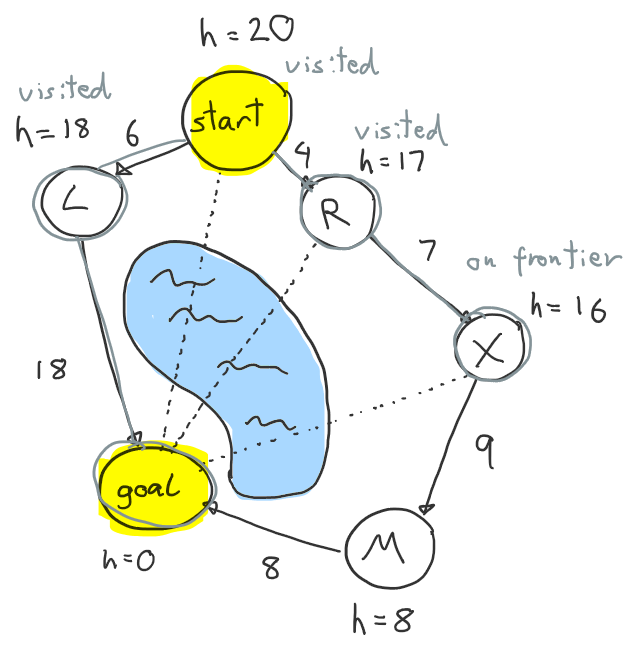 h = 20
visited
visited
h = 18
start
6
4
visited
h = 17
L
R
7
on frontier
h = 16
X
18
9
goal
M
h = 0
8
h = 8